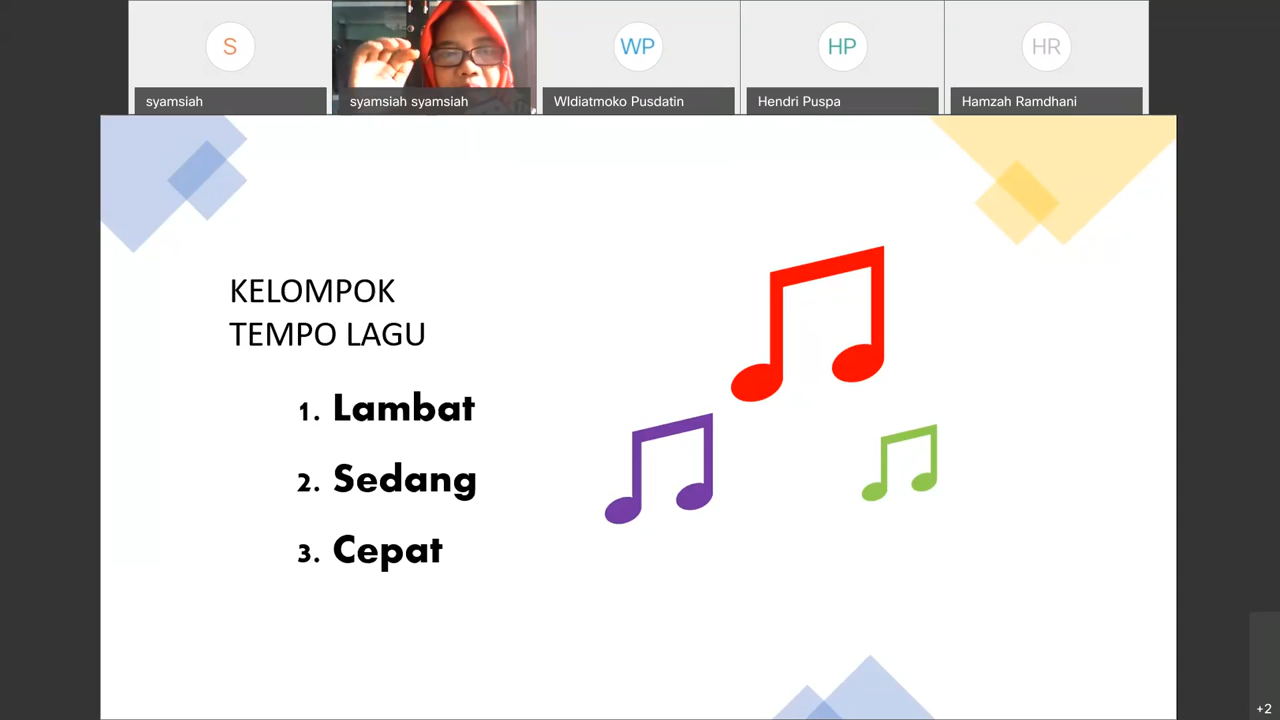 S
WP
HP
HR
syamsiah
syamsiah syamsiah
WIdiatmoko Pusdatin
Hendri Puspa
Hamzah Ramdhani
KELOMPOK
TEMPO LAGU
1. Lambat
2. Sedang
3. Cepat
+2